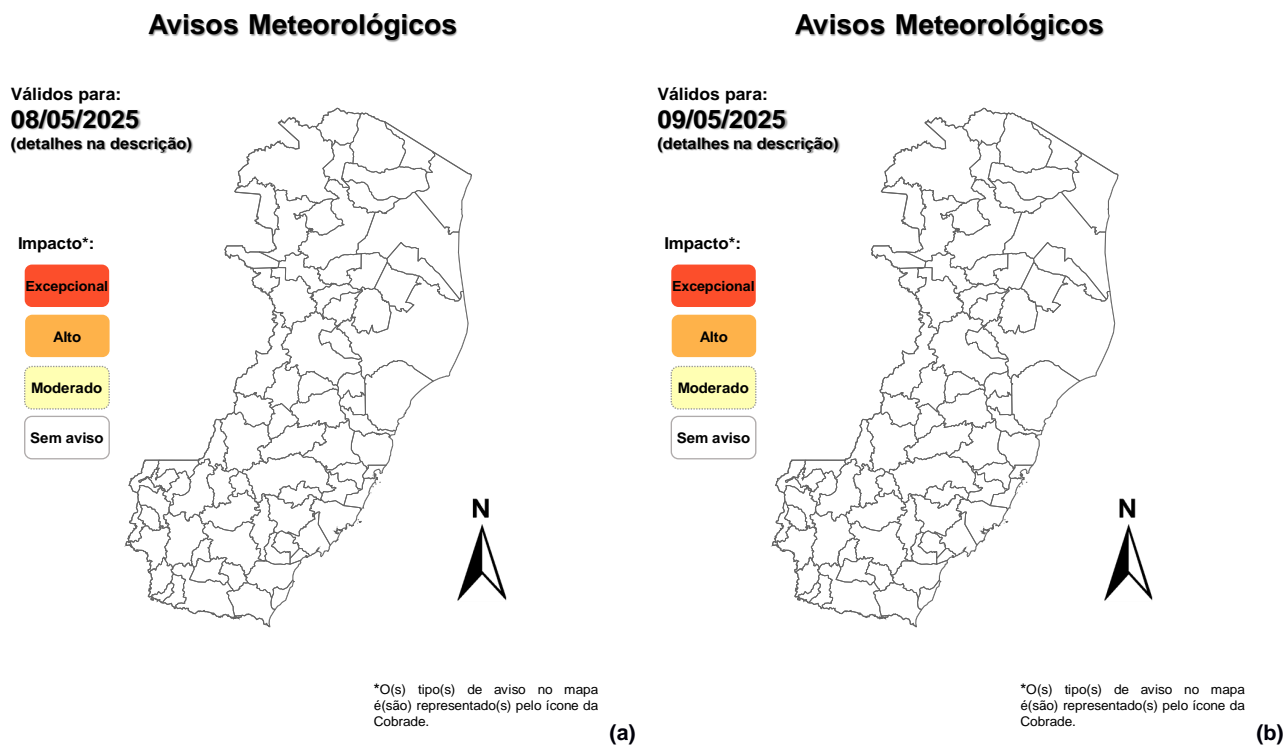 Avisos Meteorológicos
Válidos para:
08/05/2025
(detalhes na descrição)
Impacto*:
Excepcional
Alto
Moderado
Sem aviso
N
*O(s) tipo(s) de aviso no mapa
é(são) representado(s) pelo ícone da
Cobrade.
(a)
Avisos Meteorológicos
Válidos para:
09/05/2025
(detalhes na descrição)
Impacto*:
Excepcional
Alto
Moderado
Sem aviso
N
*O(s) tipo(s) de aviso no mapa
é(são) representado(s) pelo ícone da
Cobrade.
(b)